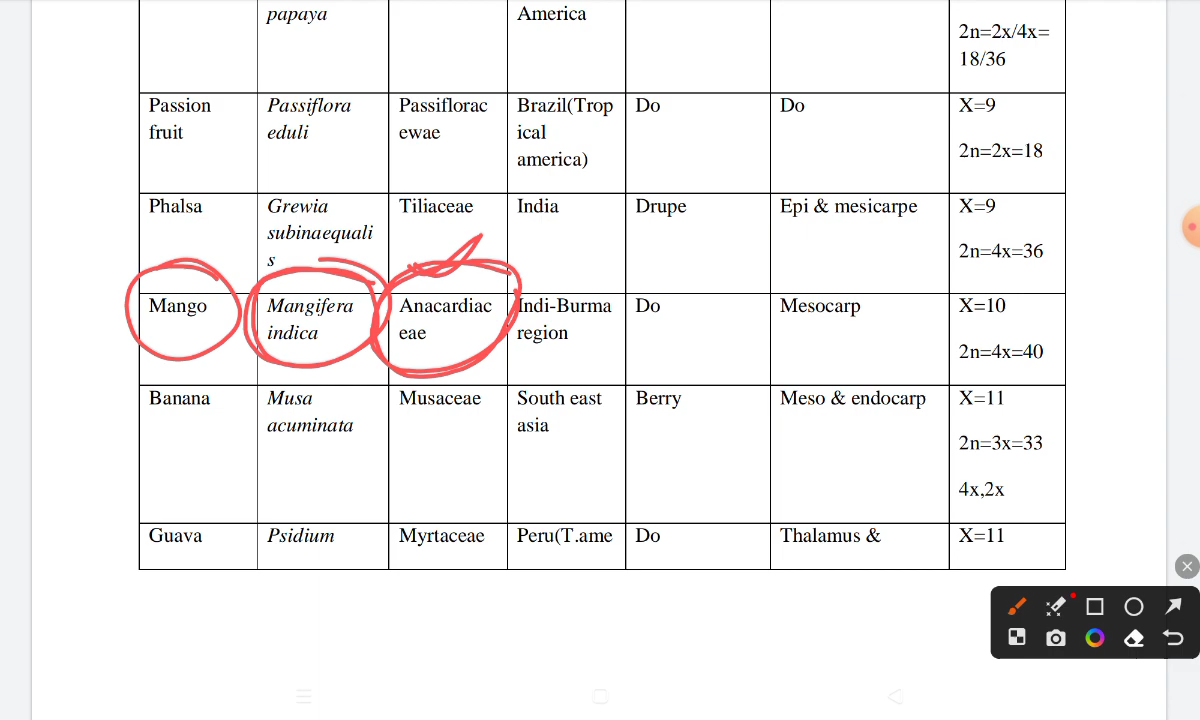 papaya
America
2n=2x/4x=
18/36
Passion
fruit
Passiflora
eduli
Passiflorac
ewae
Brazil(Trop
ical
america)
Do
Do
X=9
2n=2x=18
Phalsa
Grewia
subinaequali
s
Tiliaceae
India
Drupe
Epi & mesicarpe
X=9
2n=4x=36
Mango
Mangifera
indica
Anacardiac
eae
Indi-Burma
region
Do
Mesocarp
X=10
2n=4x=40
Banana
Musa
acuminata
Musaceae
South east
asia
Berry
Meso & endocarp
X=11
2n=3x=33
4x,2x
Guava
Psidium
Myrtaceae
Peru(T.ame
Do
Thalamus &
X=11